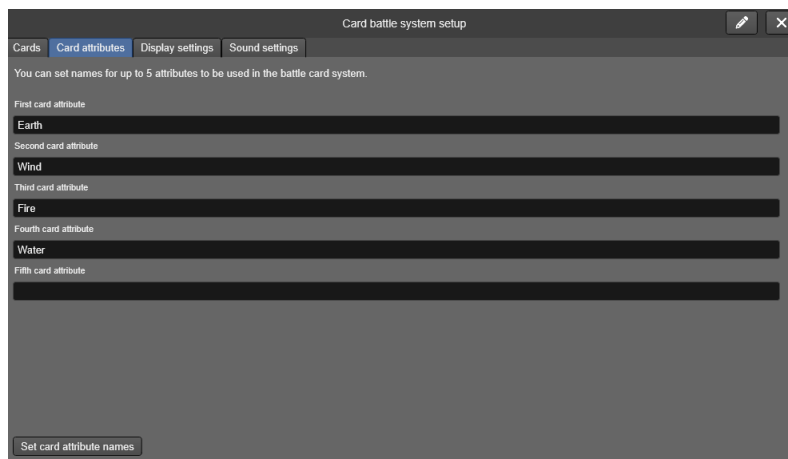 Card battle system setup
Cards Card attributes Display settings Sound settings
You can set names for up to 5 attributes to be used in the battle card system.
First card attribute
Earth
Second card attribute
Wind
Third card attribute
Fire
Fourth card attribute
Water
Fifth card attribute
Set card attribute names